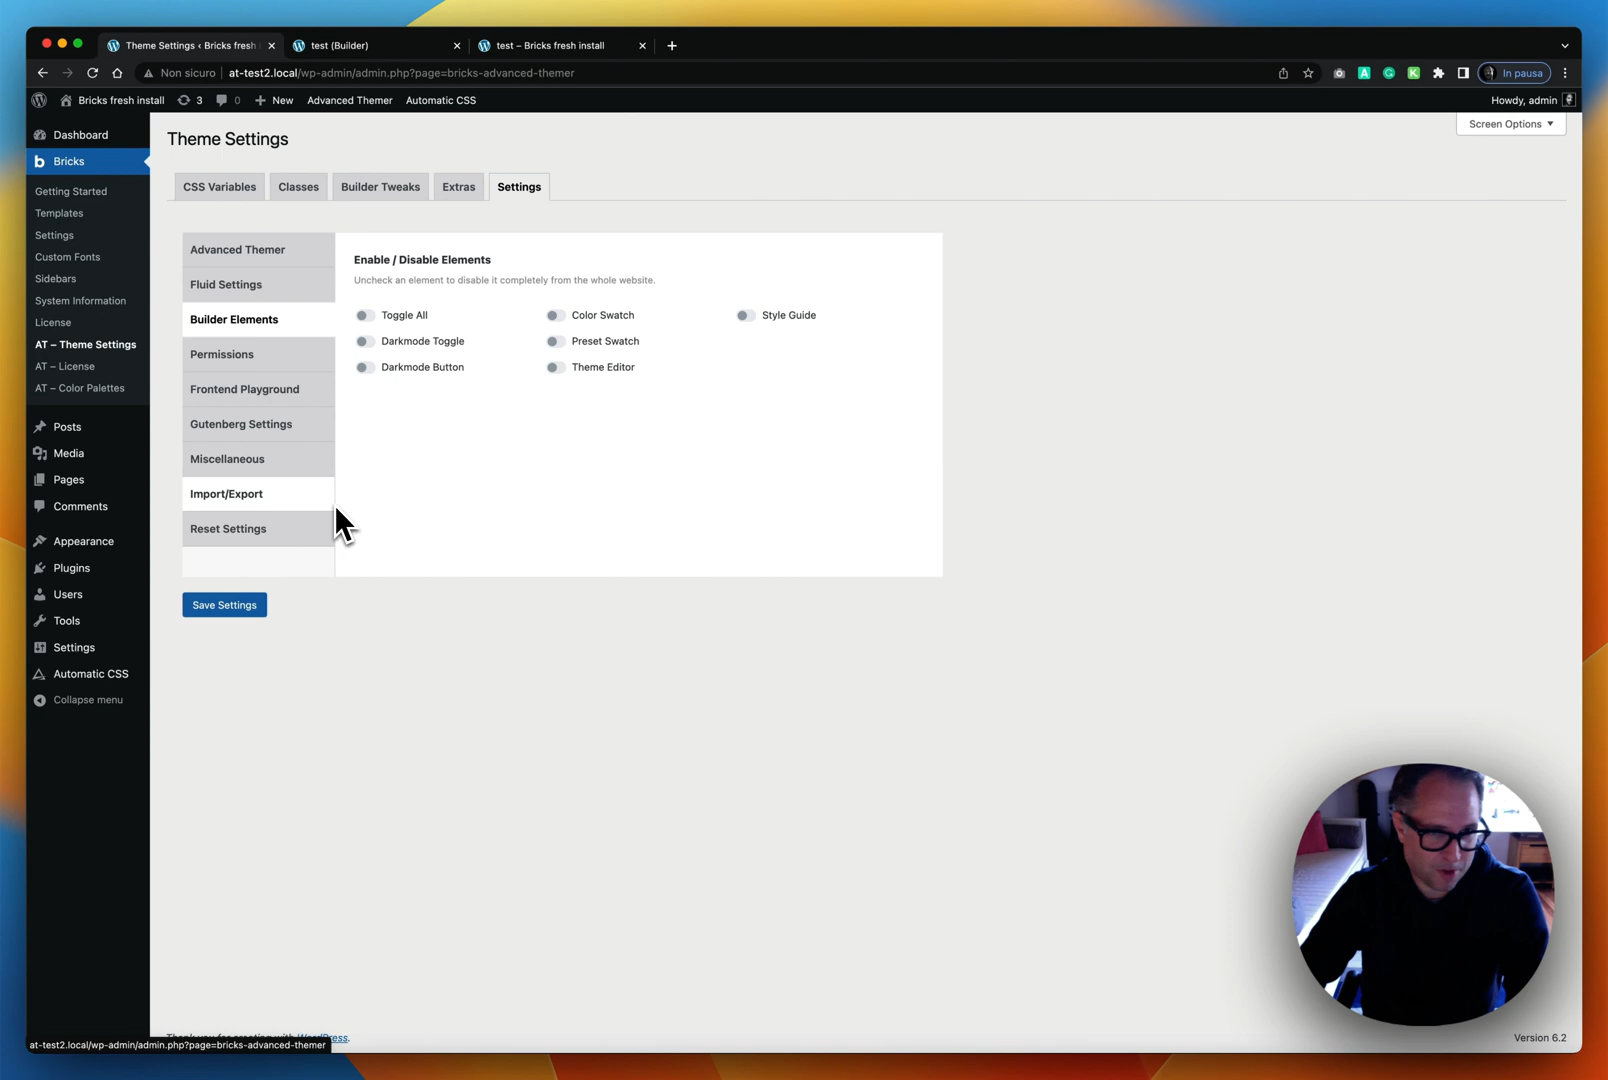 Theme Settings ‹ Bricks fresh
test (Builder)
test – Bricks fresh install
Non sicuro
at-test2.local/wp-admin/admin.php?page=bricks-advanced-themer
In pausa
Bricks fresh install
3
0
New
Advanced Themer
Automatic CSS
Howdy, admin
Screen Options
Dashboard
Bricks
Getting Started
Templates
Settings
Custom Fonts
Sidebars
System Information
License
AT – Theme Settings
AT – License
AT – Color Palettes
Posts
Media
Pages
Comments
Appearance
Plugins
Users
Tools
Settings
Automatic CSS
Collapse menu
Theme Settings
CSS Variables
Classes
Builder Tweaks
Extras
Settings
Advanced Themer
Fluid Settings
Builder Elements
Permissions
Frontend Playground
Gutenberg Settings
Miscellaneous
Import/Export
Reset Settings
Enable / Disable Elements
Uncheck an element to disable it completely from the whole website.
Toggle All
Color Swatch
Style Guide
Darkmode Toggle
Preset Swatch
Darkmode Button
Theme Editor
Save Settings
Version 6.2
at-test2.local/wp-admin/admin.php?page=bricks-advanced-themer